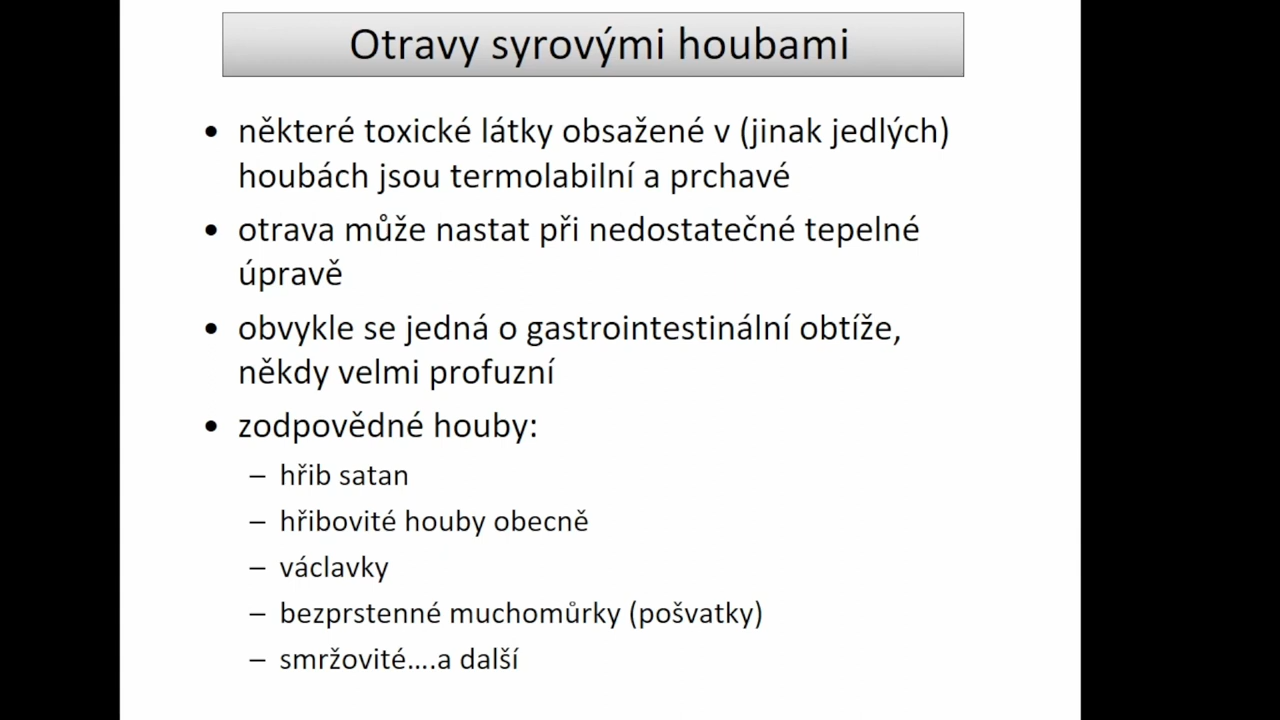 Otravy syrovými houbami
• některé toxické látky obsažené v (jinak jedlých)
houbách jsou termolabilní a prchavé
• otrava může nastat při nedostatečné tepelné
úpravě
• obvykle se jedná o gastrointestinální obtíže,
někdy velmi profuzní
• zodpovědné houby:
– hřib satan
– hřibovité houby obecně
– václavky
– bezprstenné muchomůrky (pošvatky)
– smržovité....a další